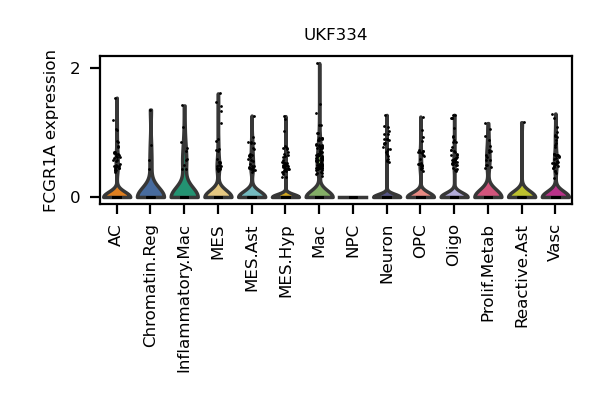 UKF334
FCGR1A expression
2
0
AC
Chromatin.Reg
Inflammatory.Mac
MES
MES.Ast
MES.Hyp
Mac
NPC
Neuron
OPC
Oligo
Prolif.Metab
Reactive.Ast
Vasc